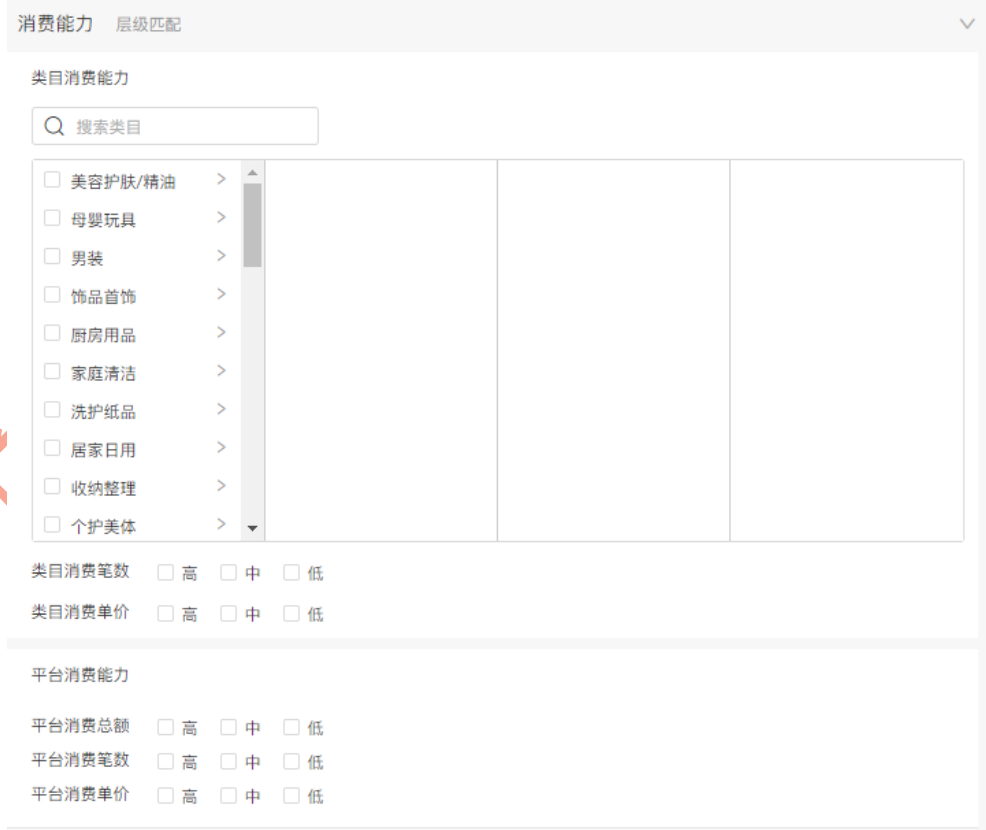 消费能力 层级匹配
类目消费能力
搜索类目
美容护肤/精油
母婴玩具
男装
饰品首饰
厨房用品
家庭清洁
洗护纸品
居家日用
收纳整理
个护美体
类目消费笔数 高 中 低
类目消费单价 高 中 低
平台消费能力
平台消费总额 高 中 低
平台消费笔数 高 中 低
平台消费单价 高 中 低